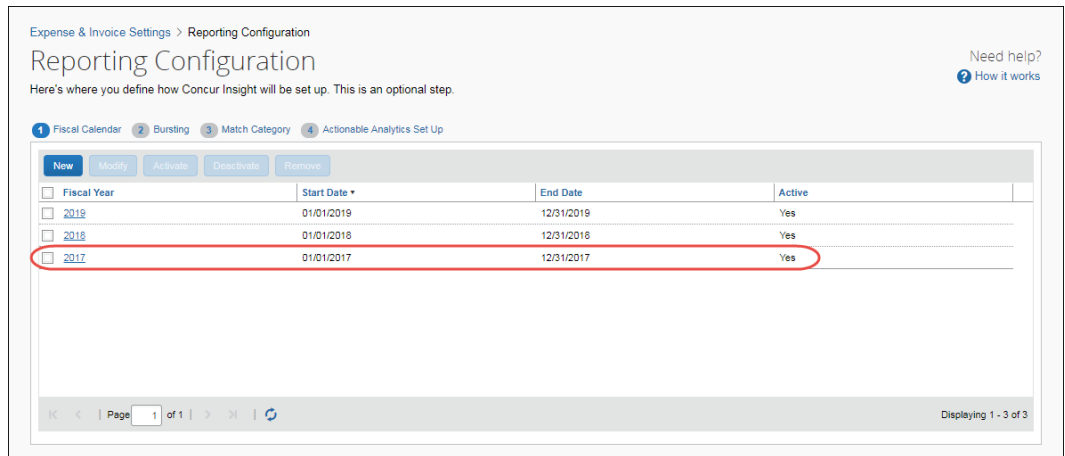 Expense & Invoice Settings > Reporting Configuration
Reporting Configuration
Need help?
? How it works
Here's where you define how Concur Insight will be set up. This is an optional step.
1 Fiscal Calendar 2 Bursting 3 Match Category 4 Actionable Analytics Set Up
New Modify Activate Deactivate Remove
Fiscal Year Start Date ▾ End Date Active
2019 01/01/2019 12/31/2019 Yes
2018 01/01/2018 12/31/2018 Yes
2017 01/01/2017 12/31/2017 Yes
Page 1 of 1 Displaying 1 - 3 of 3